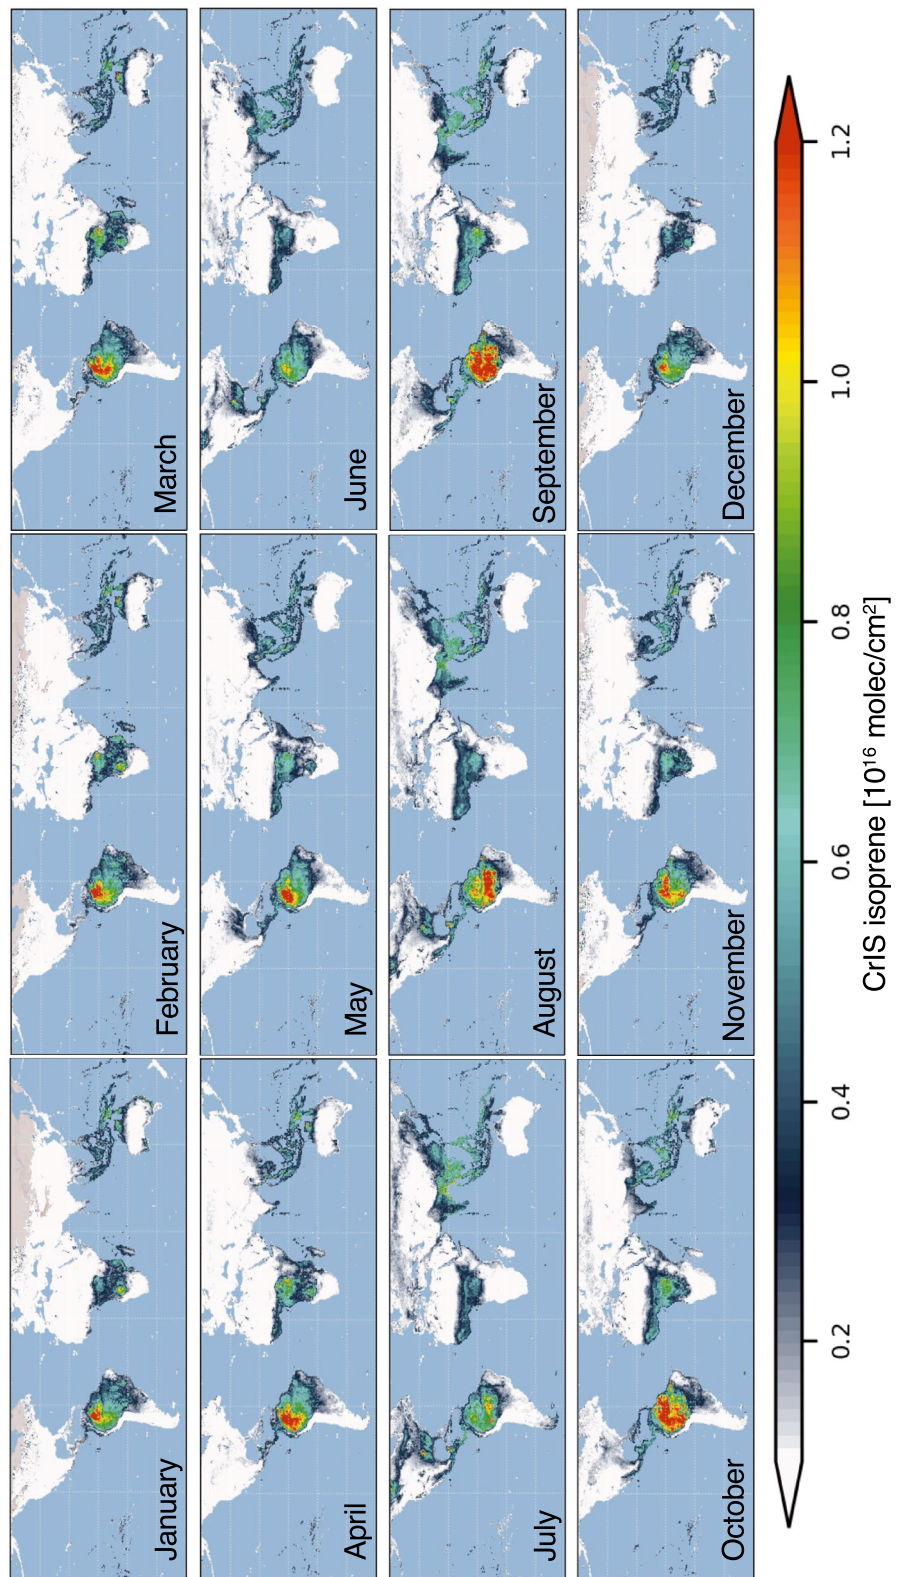 January
February
March
April
May
June
July
August
September
October
November
December
0.2
0.4
0.6
0.8
1.0
1.2
CrIS isoprene [10¹⁶ molec/cm²]